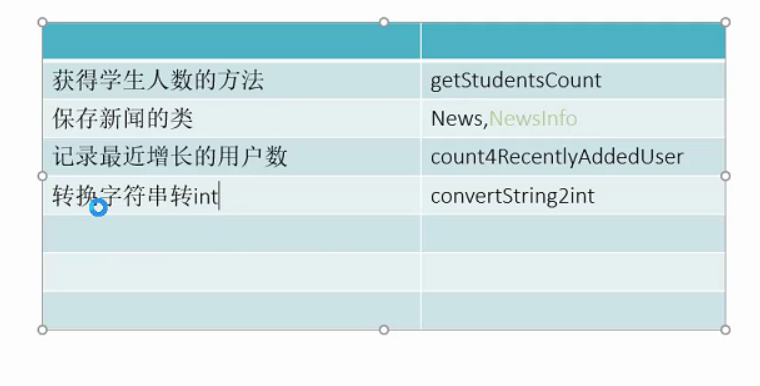 获得学生人数的方法 getStudentsCount
保存新闻的类 News,NewsInfo
记录最近增长的用户数 count4RecentlyAddedUser
转换字符串转int convertString2int